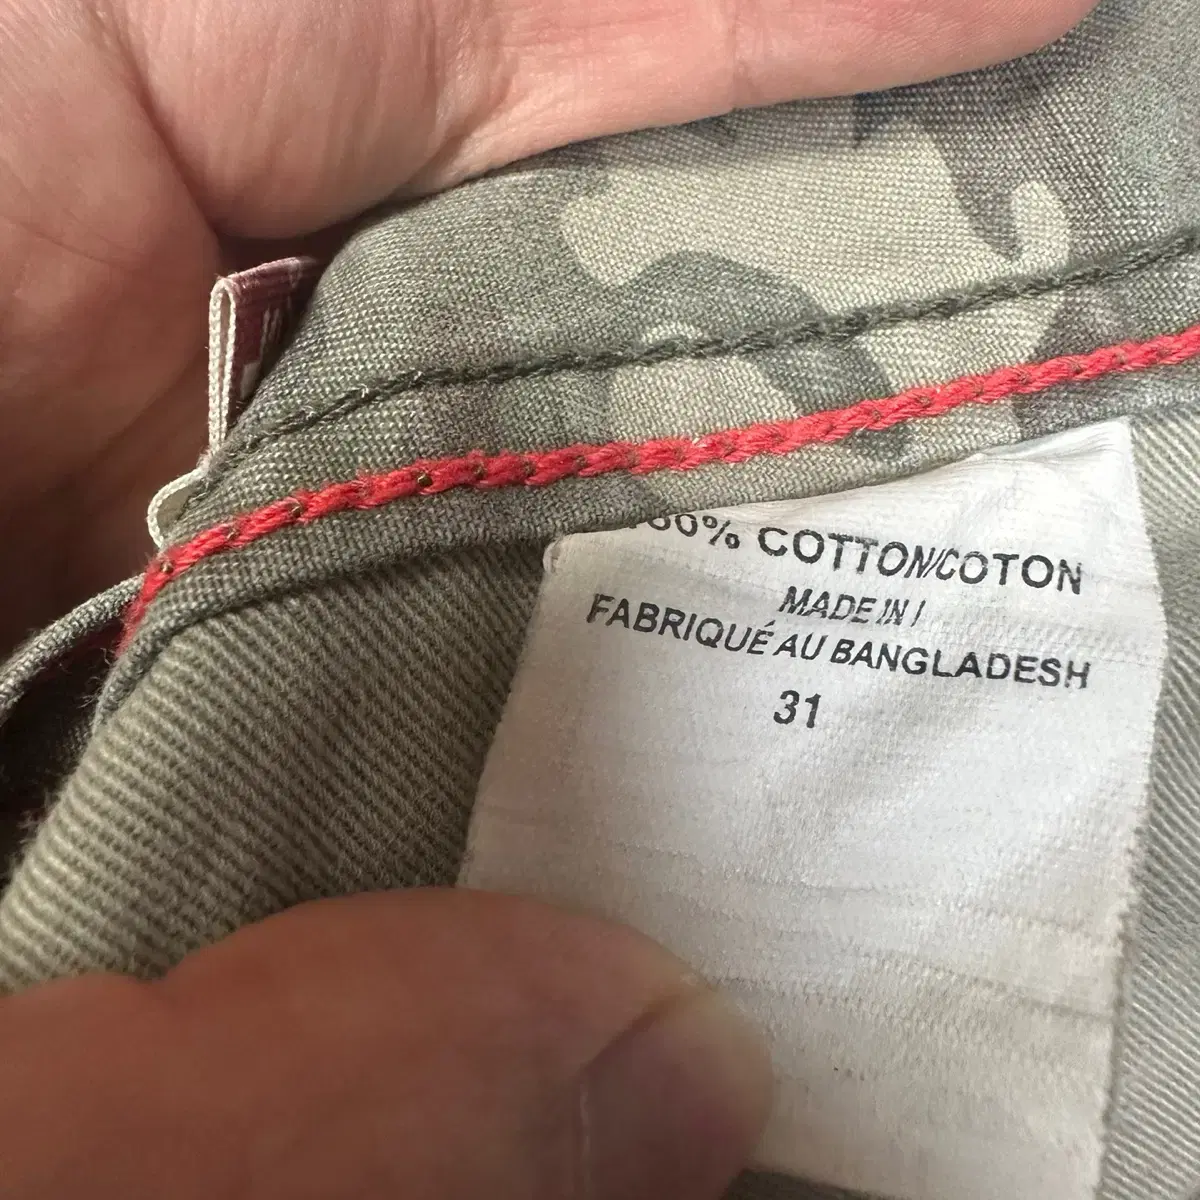 00% COTTON/COTON
MADE IN /
FABRIQUÉ AU BANGLADESH
31